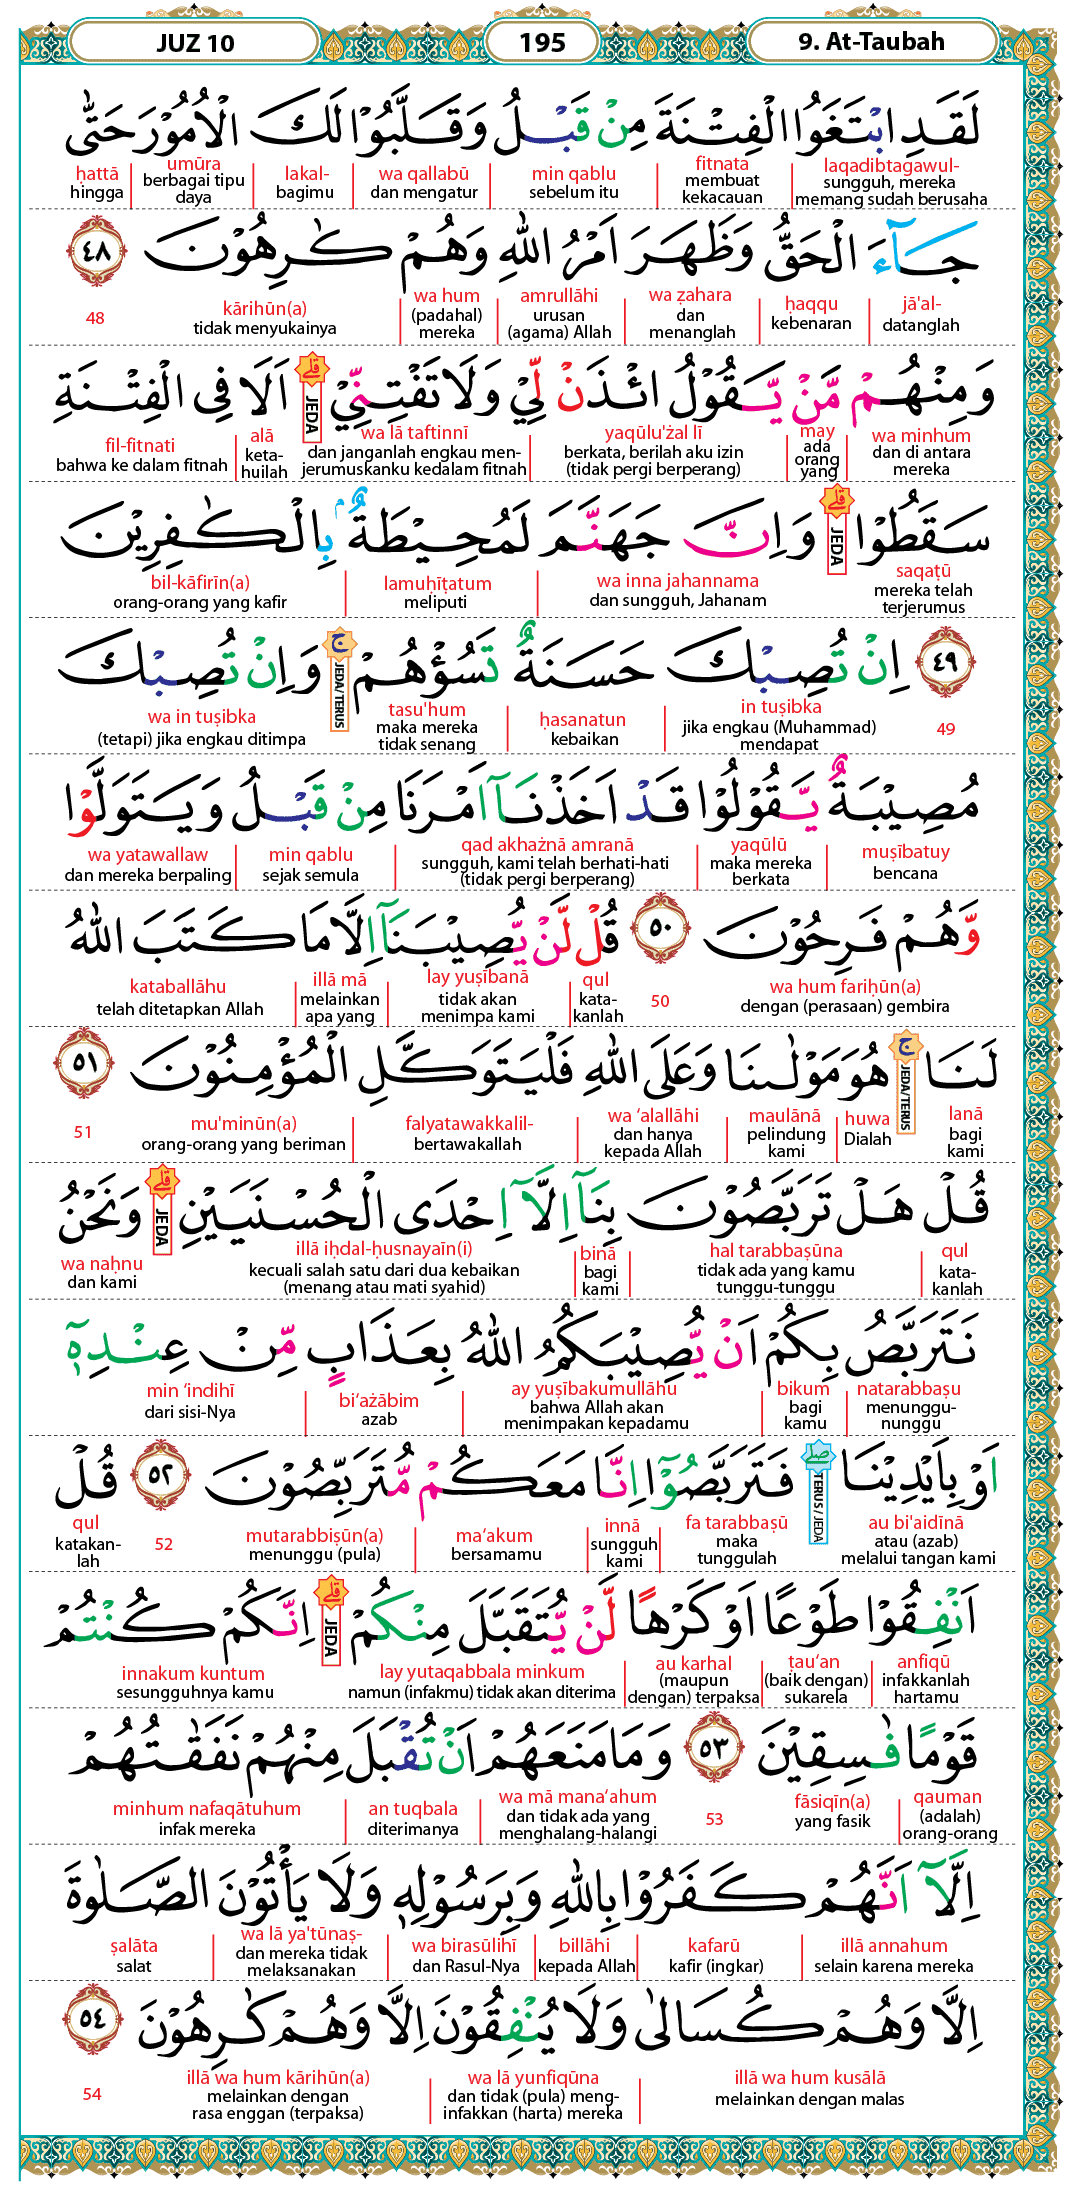 JUZ 10 195 9. At-Taubah
لَقَدِ ابْتَغَوُا الْفِتْنَةَ مِنْ قَبْلُ وَقَلَّبُوْا لَكَ الْاُمُوْرَ حَتّٰى
ḥattā umūra lakal- wa qallabū min qablu fitnata laqadibtagawul-
hingga berbagai tipu daya bagimu dan mengatur sebelum itu membuat kekacauan sungguh, mereka memang sudah berusaha
جَاۤءَ الْحَقُّ وَظَهَرَ اَمْرُ اللّٰهِ وَهُمْ كٰرِهُوْنَ ٤٨
48 kārihūn(a) wa hum amrullāhi wa ẓahara ḥaqqu jā'al-
tidak menyukainya (padahal) mereka urusan (agama) Allah dan menanglah kebenaran datanglah
وَمِنْهُمْ مَّنْ يَّقُوْلُ ائْذَنْ لِّيْ وَلَا تَفْتِنِّيْ ۗ اَلَا فِى الْفِتْنَةِ
JEDA
fil-fitnati alā wa lā taftinnī yaqūlu'żal lī may wa minhum
bahwa ke dalam fitnah keta-huilah dan janganlah engkau men-jerumuskanku kedalam fitnah berkata, berilah aku izin (tidak pergi berperang) ada orang yang dan di antara mereka
سَقَطُوْا ۗ وَاِنَّ جَهَنَّمَ لَمُحِيْطَةٌ ۢ بِالْكٰفِرِيْنَ
JEDA
bil-kāfirīn(a) lamuḥīṭatum wa inna jahannama saqaṭū
orang-orang yang kafir meliputi dan sungguh, Jahanam mereka telah terjerumus
٤٩ اِنْ تُصِبْكَ حَسَنَةٌ تَسُؤْهُمْ ۚ وَاِنْ تُصِبْكَ
JEDA/TERUS
wa in tuṣibka tasu'hum ḥasanatun in tuṣibka 49
(tetapi) jika engkau ditimpa maka mereka tidak senang kebaikan jika engkau (Muhammad) mendapat
مُصِيْبَةٌ يَّقُوْلُوْا قَدْ اَخَذْنَآ اَمْرَنَا مِنْ قَبْلُ وَيَتَوَلَّوْا
wa yatawallaw min qablu qad akhażnā amranā yaqūlū muṣībatuy
dan mereka berpaling sejak semula sungguh, kami telah berhati-hati (tidak pergi berperang) maka mereka berkata bencana
وَّهُمْ فَرِحُوْنَ ٥٠ قُلْ لَّنْ يُّصِيْبَنَآ اِلَّا مَا كَتَبَ اللّٰهُ
kataballāhu illā mā lay yuṣībanā qul 50 wa hum fariḥūn(a)
telah ditetapkan Allah melainkan apa yang tidak akan menimpa kami kata-kanlah dengan (perasaan) gembira
لَنَا ۚ هُوَ مَوْلٰىنَا وَعَلَى اللّٰهِ فَلْيَتَوَكَّلِ الْمُؤْمِنُوْنَ ٥١
JEDA/TERUS
51 mu'minūn(a) falyatawakkalil- wa ‘alallāhi maulānā huwa lanā
orang-orang yang beriman bertawakallah dan hanya kepada Allah pelindung kami Dialah bagi kami
قُلْ هَلْ تَرَبَّصُوْنَ بِنَآ اِلَّآ اِحْدَى الْحُسْنَيَيْنِ ۗ وَنَحْنُ
JEDA
wa naḥnu illā iḥdal-ḥusnayaīn(i) binā hal tarabbaṣūna qul
dan kami kecuali salah satu dari dua kebaikan (menang atau mati syahid) bagi kami tidak ada yang kamu tunggu-tunggu kata-kanlah
نَتَرَبَّصُ بِكُمْ اَنْ يُّصِيْبَكُمُ اللّٰهُ بِعَذَابٍ مِّنْ عِنْدِهٖٓ
min ‘indihī bi‘ażābim ay yuṣībakumullāhu bikum natarabbaṣu
dari sisi-Nya azab bahwa Allah akan menimpakan kepadamu bagi kamu menunggu-nunggu
اَوْ بِاَيْدِيْنَا ۖ فَتَرَبَّصُوْٓا اِنَّا مَعَكُمْ مُّتَرَبِّصُوْنَ ٥٢ قُلْ
TERUS/JEDA
qul 52 mutarabbiṣūn(a) ma‘akum innā fa tarabbaṣū au bi'aidīnā
katakan-lah menunggu (pula) bersamamu sungguh kami maka tunggulah atau (azab) melalui tangan kami
اَنْفِقُوْا طَوْعًا اَوْ كَرْهًا لَّنْ يُّتَقَبَّلَ مِنْكُمْ ۗ اِنَّكُمْ كُنْتُمْ
JEDA
innakum kuntum lay yutaqabbala minkum au karhal ṭau‘an anfiqū
sesungguhnya kamu namun (infakmu) tidak akan diterima (maupun dengan) terpaksa (baik dengan) sukarela infakkanlah hartamu
قَوْمًا فٰسِقِيْنَ ٥٣ وَمَا مَنَعَهُمْ اَنْ تُقْبَلَ مِنْهُمْ نَفَقٰتُهُمْ
minhum nafaqātuhum an tuqbala wa mā mana‘ahum 53 fāsiqīn(a) qauman
infak mereka diterimanya dan tidak ada yang menghalang-halangi yang fasik (adalah) orang-orang
اِلَّآ اَنَّهُمْ كَفَرُوْا بِاللّٰهِ وَبِرَسُوْلِهٖ وَلَا يَأْتُوْنَ الصَّلٰوةَ
ṣalāta wa lā ya'tūnaṣ- wa birasūlihī billāhi kafarū illā annahum
salat dan mereka tidak melaksanakan dan Rasul-Nya kepada Allah kafir (ingkar) selain karena mereka
اِلَّا وَهُمْ كُسَالٰى وَلَا يُنْفِقُوْنَ اِلَّا وَهُمْ كٰرِهُوْنَ ٥٤
54 illā wa hum kārihūn(a) wa lā yunfiqūna illā wa hum kusālā
melainkan dengan rasa enggan (terpaksa) dan tidak (pula) meng-infakkan (harta) mereka melainkan dengan malas